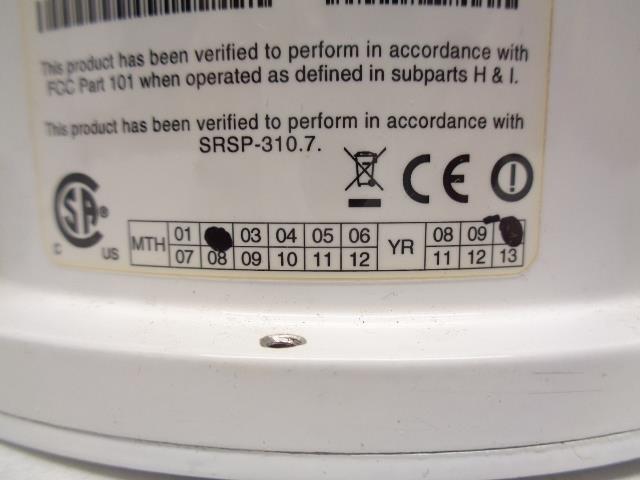 This product has been verified to perform in accordance with
FCC Part 101 when operated as defined in subparts H & I.
This product has been verified to perform in accordance with
SRSP-310.7.
CE
CSA®
C US
MTH 01 03 04 05 06 YR 08 09
07 08 09 10 11 12 11 12 13